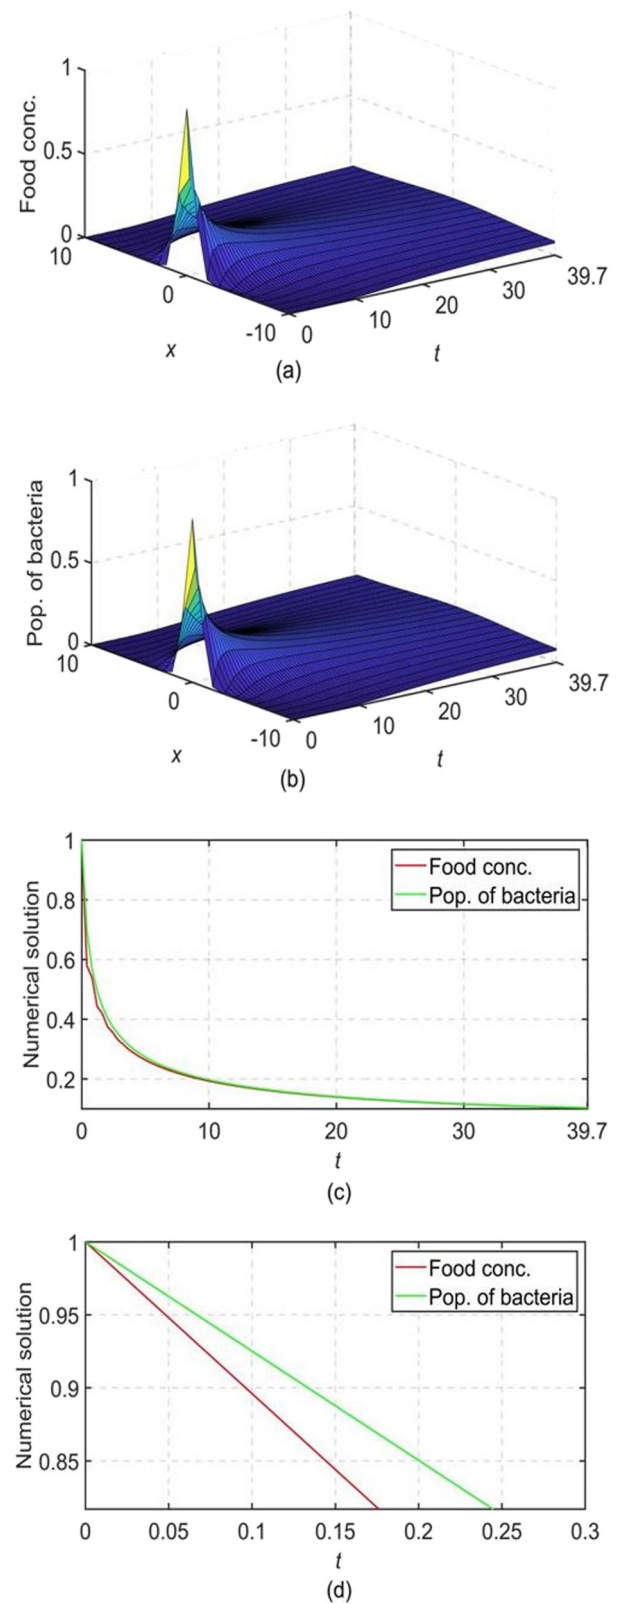 1
0.5
0
Food conc.
10
0
-10
x
0
10
20
30
39.7
t
(a)
1
0.5
0
Pop. of bacteria
10
0
-10
x
0
10
20
30
39.7
t
(b)
1
0.8
0.6
0.4
0.2
Numerical solution
Food conc.
Pop. of bacteria
0
10
20
30
39.7
t
(c)
1
0.95
0.9
0.85
Numerical solution
Food conc.
Pop. of bacteria
0
0.05
0.1
0.15
0.2
0.25
0.3
t
(d)